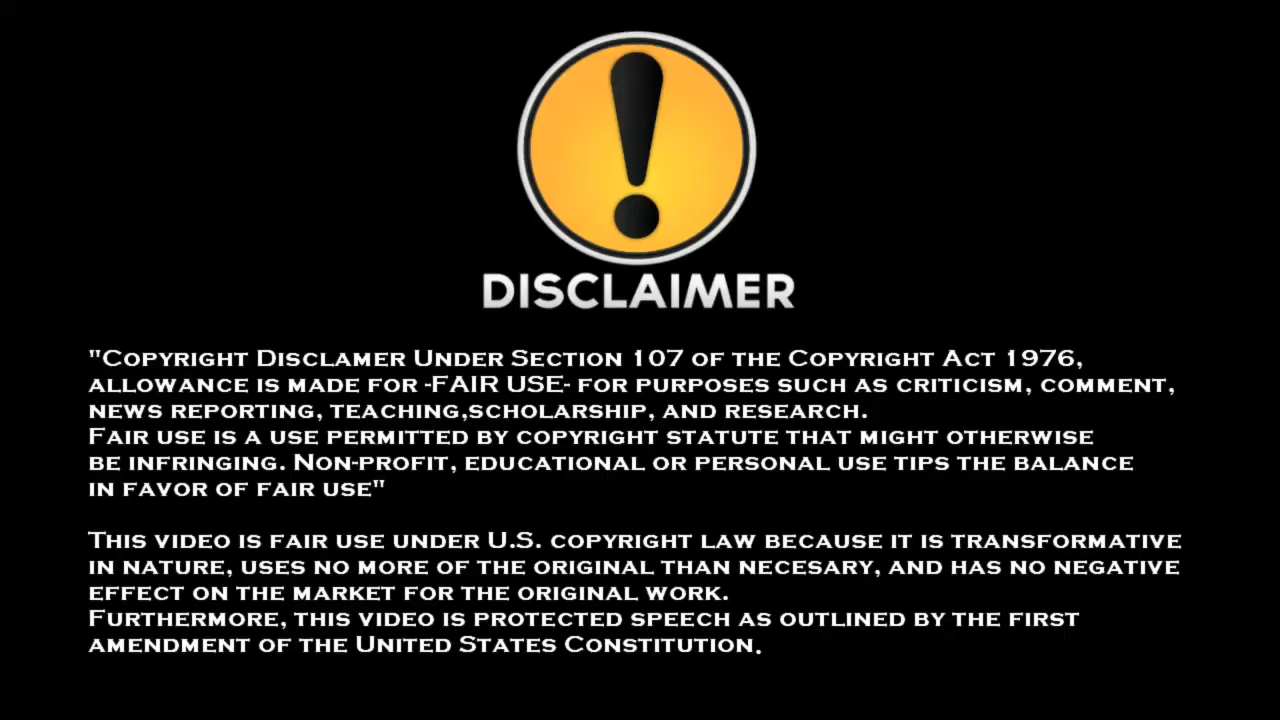 DISCLAIMER
"Copyright Disclamer Under Section 107 of the Copyright Act 1976,
allowance is made for -FAIR USE- for purposes such as criticism, comment,
news reporting, teaching,scholarship, and research.
Fair use is a use permitted by copyright statute that might otherwise
be infringing. Non-profit, educational or personal use tips the balance
in favor of fair use"
This video is fair use under U.S. copyright law because it is transformative
in nature, uses no more of the original than necesary, and has no negative
effect on the market for the original work.
Furthermore, this video is protected speech as outlined by the first
amendment of the United States Constitution.